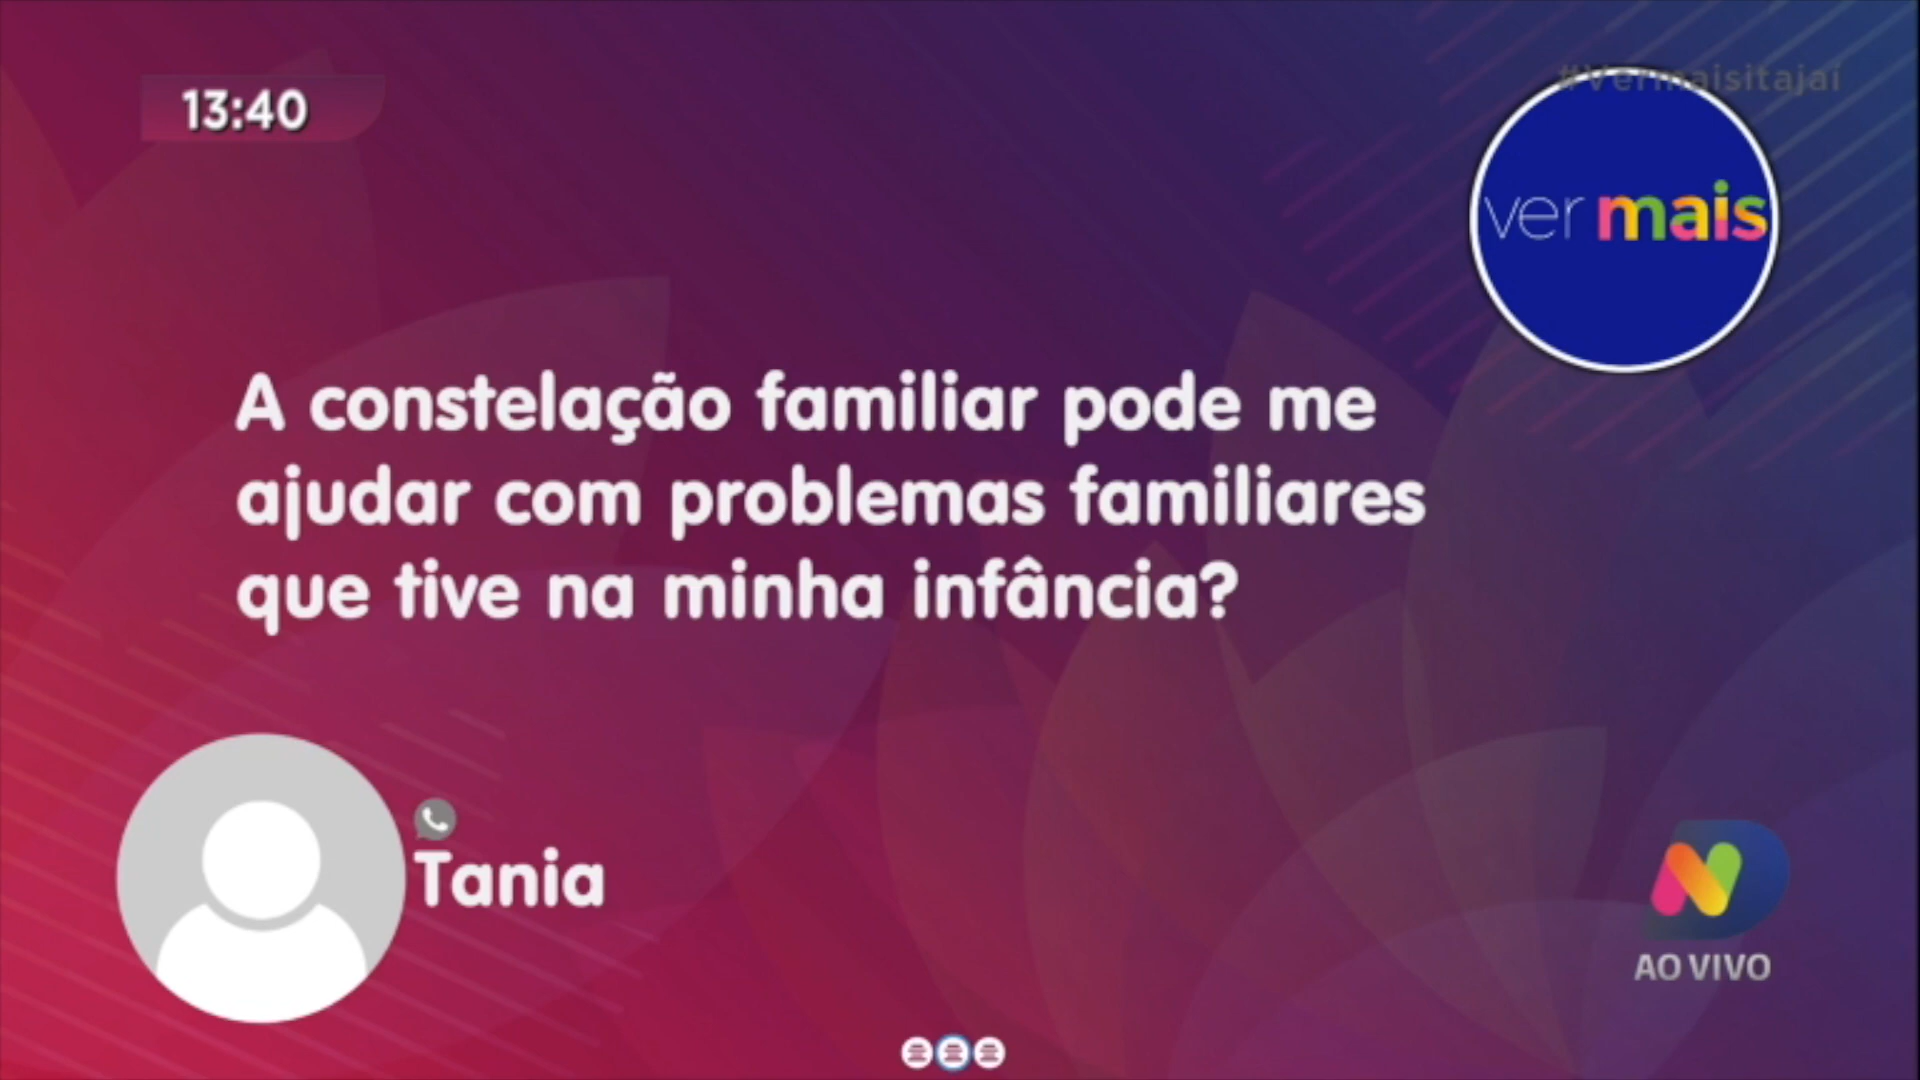 13:40
#Vermaisitajaí
ver mais
A constelação familiar pode me
ajudar com problemas familiares
que tive na minha infância?
Tania
N
AO VIVO